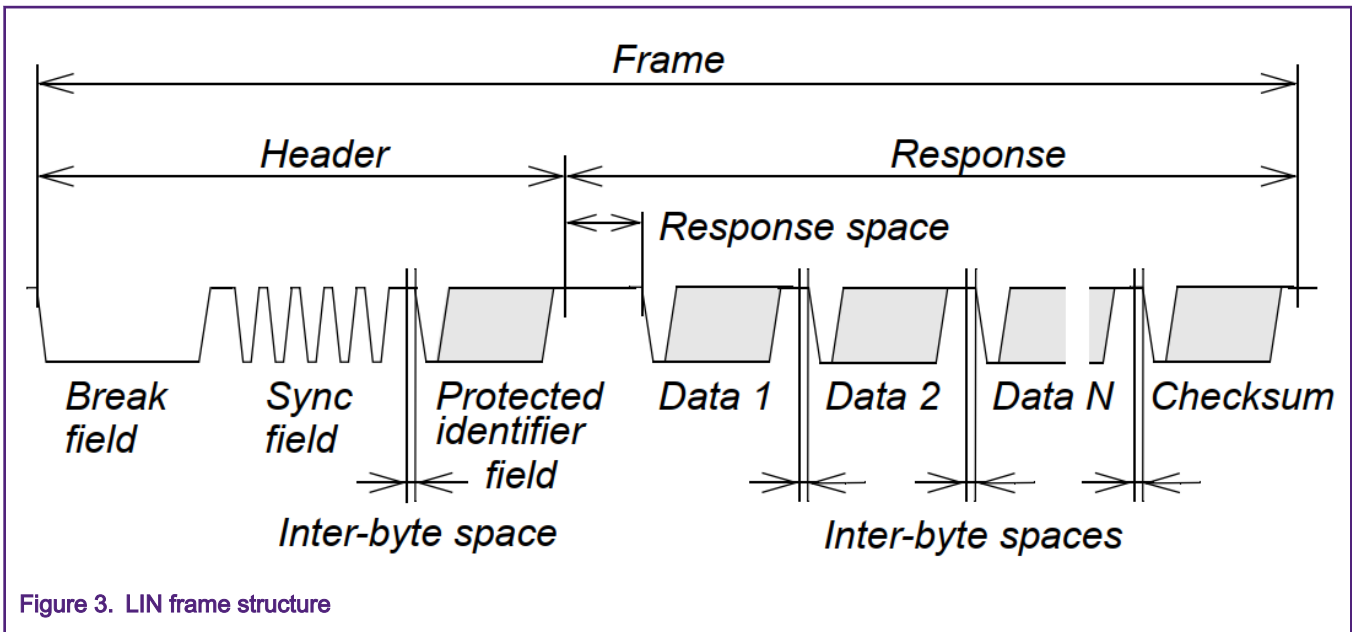 Frame
Header
Response
Response space
Break
field
Sync
field
Protected
identifier
field
Data 1
Data 2
Data N
Checksum
Inter-byte space
Inter-byte spaces
Figure 3. LIN frame structure